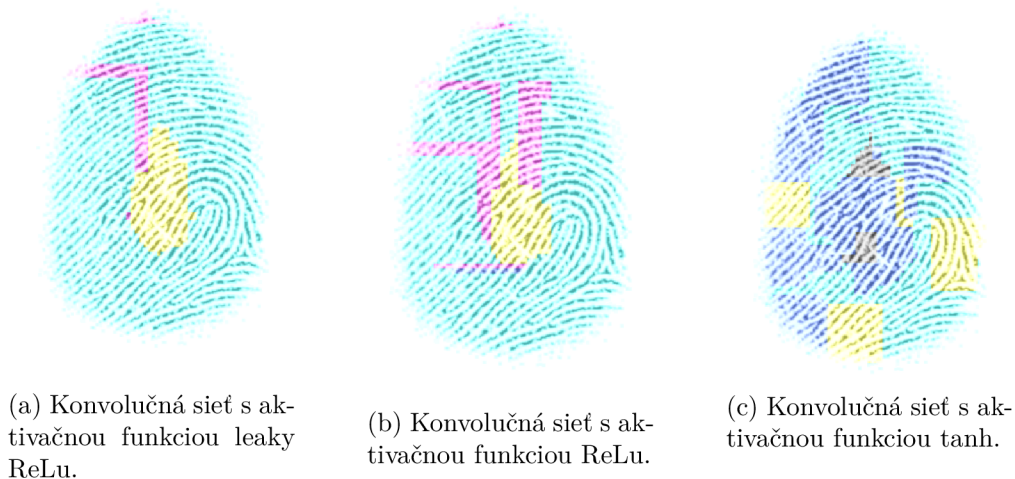 (a) Konvolučná sieť s ak-
tivačnou funkciou leaky
ReLu.
(b) Konvolučná sieť s ak-
tivačnou funkciou ReLu.
(c) Konvolučná sieť s ak-
tivačnou funkciou tanh.